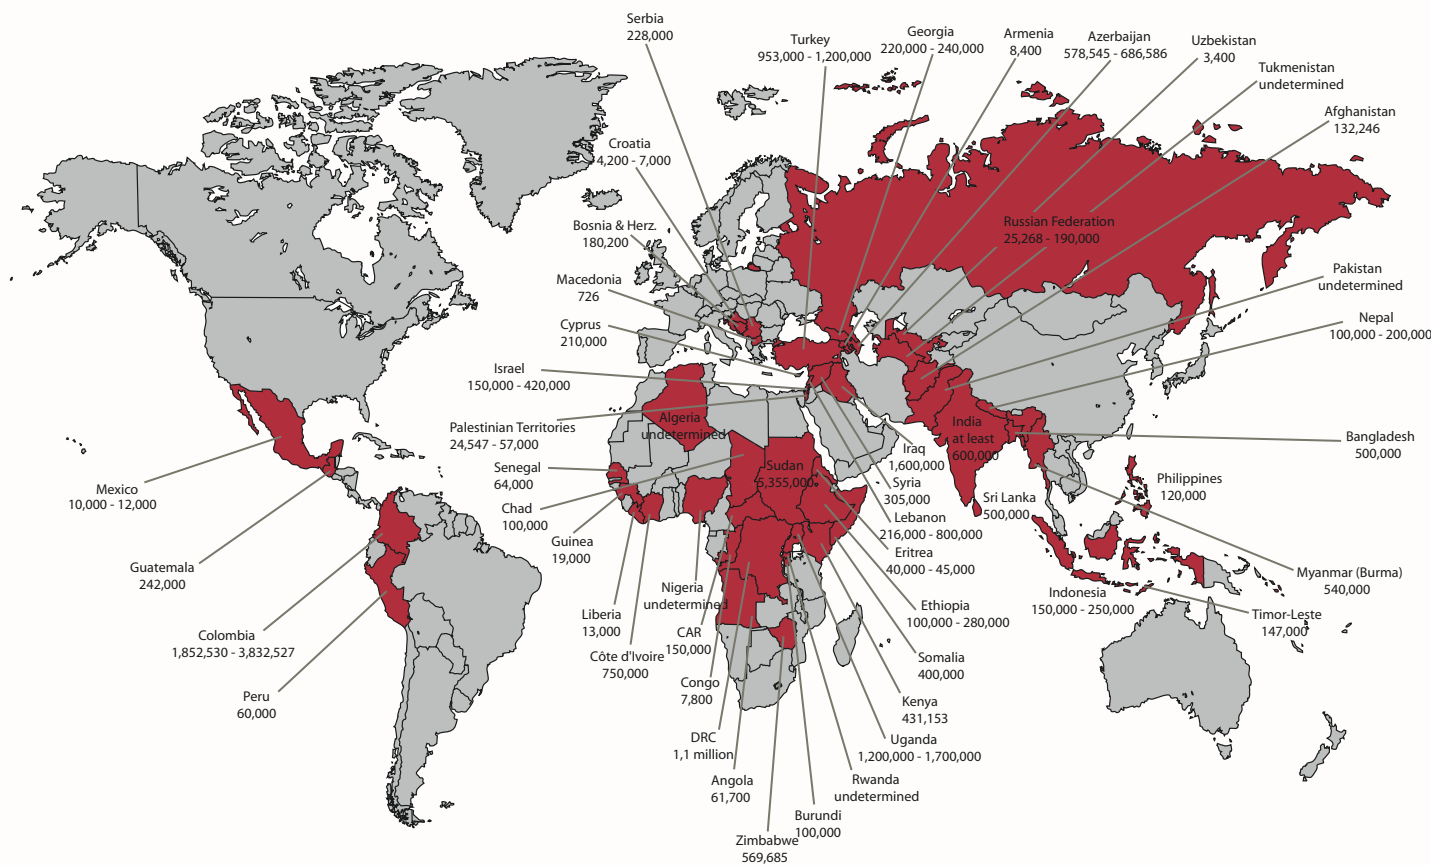 Serbia
228,000
Turkey
953,000 - 1,200,000
Georgia
220,000 - 240,000
Armenia
8,400
Azerbaijan
578,545 - 686,586
Uzbekistan
3,400
Tukmenistan
undetermined
Afghanistan
132,246
Croatia
4,200 - 7,000
Bosnia & Herz.
180,200
Macedonia
726
Cyprus
210,000
Israel
150,000 - 420,000
Palestinian Territories
24,547 - 57,000
Senegal
64,000
Chad
100,000
Guinea
19,000
Russian Federation
25,268 - 190,000
Pakistan
undetermined
Nepal
100,000 - 200,000
Bangladesh
500,000
Algeria
undetermined
Sudan
5,355,000
India
at least
600,000
Iraq
1,600,000
Syria
305,000
Lebanon
216,000 - 800,000
Eritrea
40,000 - 45,000
Sri Lanka
500,000
Philippines
120,000
Myanmar (Burma)
540,000
Indonesia
150,000 - 250,000
Timor-Leste
147,000
Mexico
10,000 - 12,000
Guatemala
242,000
Colombia
1,852,530 - 3,832,527
Peru
60,000
Liberia
13,000
Côte d'Ivoire
750,000
Nigeria
undetermined
CAR
150,000
Congo
7,800
DRC
1,1 million
Angola
61,700
Zimbabwe
569,685
Burundi
100,000
Rwanda
undetermined
Uganda
1,200,000 - 1,700,000
Kenya
431,153
Somalia
400,000
Ethiopia
100,000 - 280,000